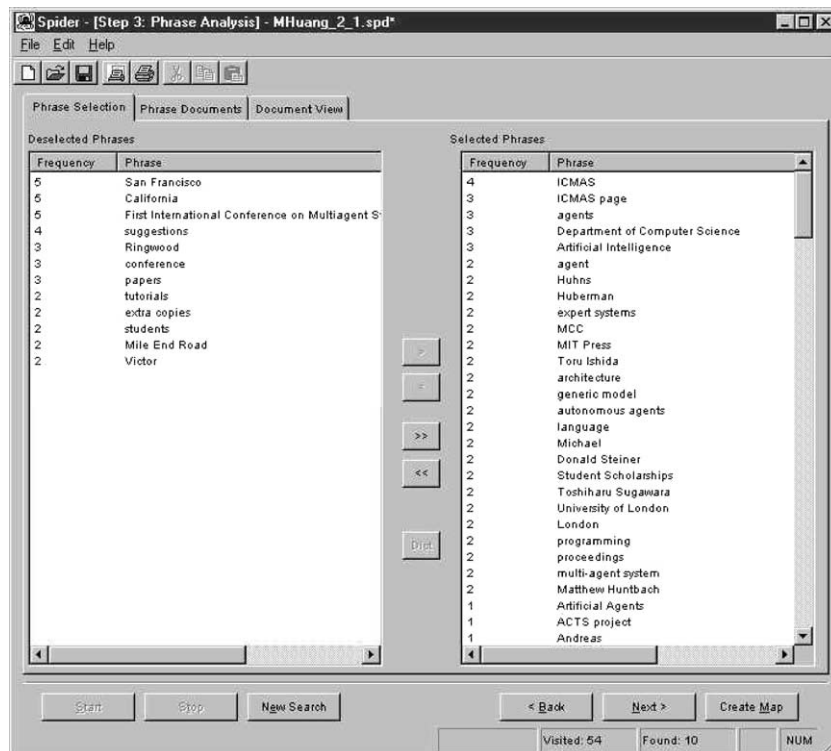 Spider - [Step 3: Phrase Analysis] - MHuang_2_1.spd*
File Edit Help
Phrase Selection Phrase Documents Document View
Deselected Phrases
Frequency Phrase
5 San Francisco
5 California
5 First International Conference on Multiagent S
4 suggestions
3 Ringwood
3 conference
3 papers
2 tutorials
2 extra copies
2 students
2 Mile End Road
2 Victor
>
<
>>
<<
Dict
Selected Phrases
Frequency Phrase
4 ICMAS
3 ICMAS page
3 agents
3 Department of Computer Science
3 Artificial Intelligence
2 agent
2 Huhns
2 Huberman
2 expert systems
2 MCC
2 MIT Press
2 Toru Ishida
2 architecture
2 generic model
2 autonomous agents
2 language
2 Michael
2 Donald Steiner
2 Student Scholarships
2 Toshiharu Sugawara
2 University of London
2 London
2 programming
2 proceedings
2 multi-agent system
2 Matthew Huntbach
1 Artificial Agents
1 ACTS project
1 Andreas
Start Stop New Search < Back Next > Create Map
Visited: 54 Found: 10 NUM